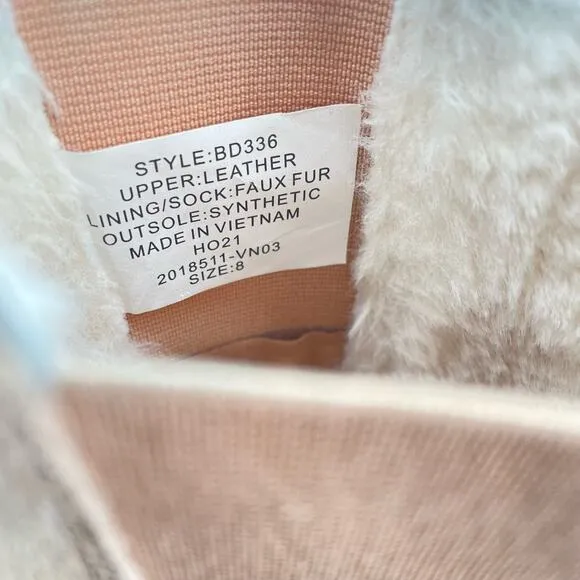 STYLE:BD336
UPPER:LEATHER
LINING/SOCK:FAUX FUR
OUTSOLE:SYNTHETIC
MADE IN VIETNAM
HO21
2018511-VN03
SIZE:8